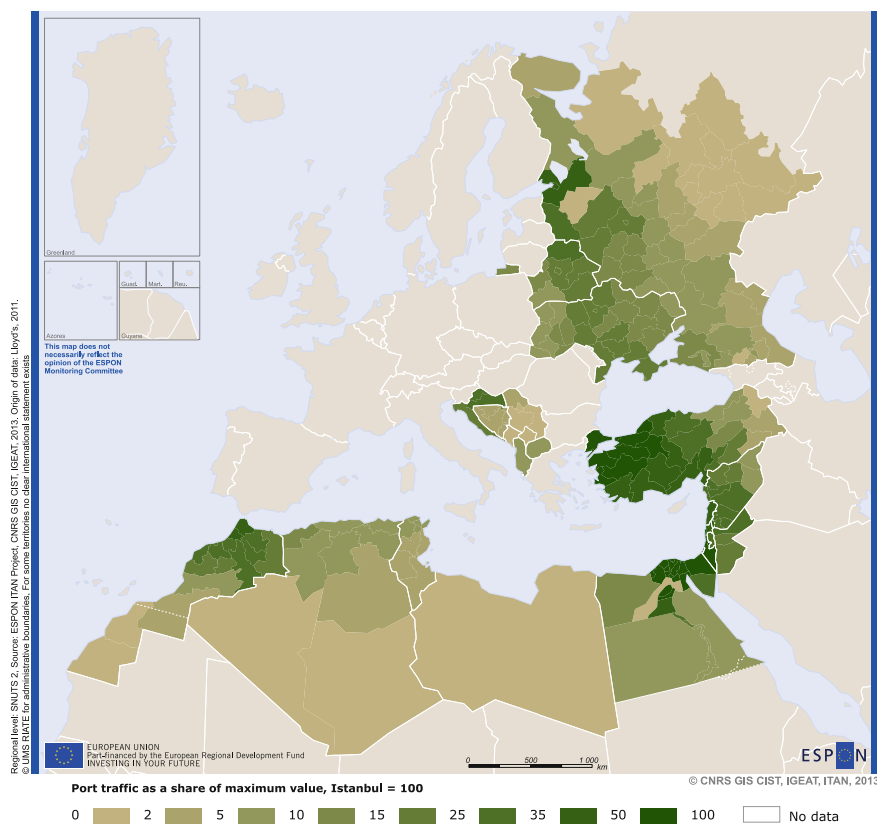 Greenland
Azores
Guad.
Mart.
Reu.
Guyane
This map does not
necessarily reflect the
opinion of the ESPON
Monitoring Committee
Regional level: SNUTS 2, Source: ESPON ITAN Project, CNRS GIS CIST, IGEAT, 2013. Origin of data: Lloyd's, 2011.
© UMS RIATE for administrative boundaries, For some territories no clear international statement exists
EUROPEAN UNION
Part-financed by the European Regional Development Fund
INVESTING IN YOUR FUTURE
0 500 1 000
km
ESPON
© CNRS GIS CIST, IGEAT, ITAN, 2013
Port traffic as a share of maximum value, Istanbul = 100
0 2 5 10 15 25 35 50 100 No data